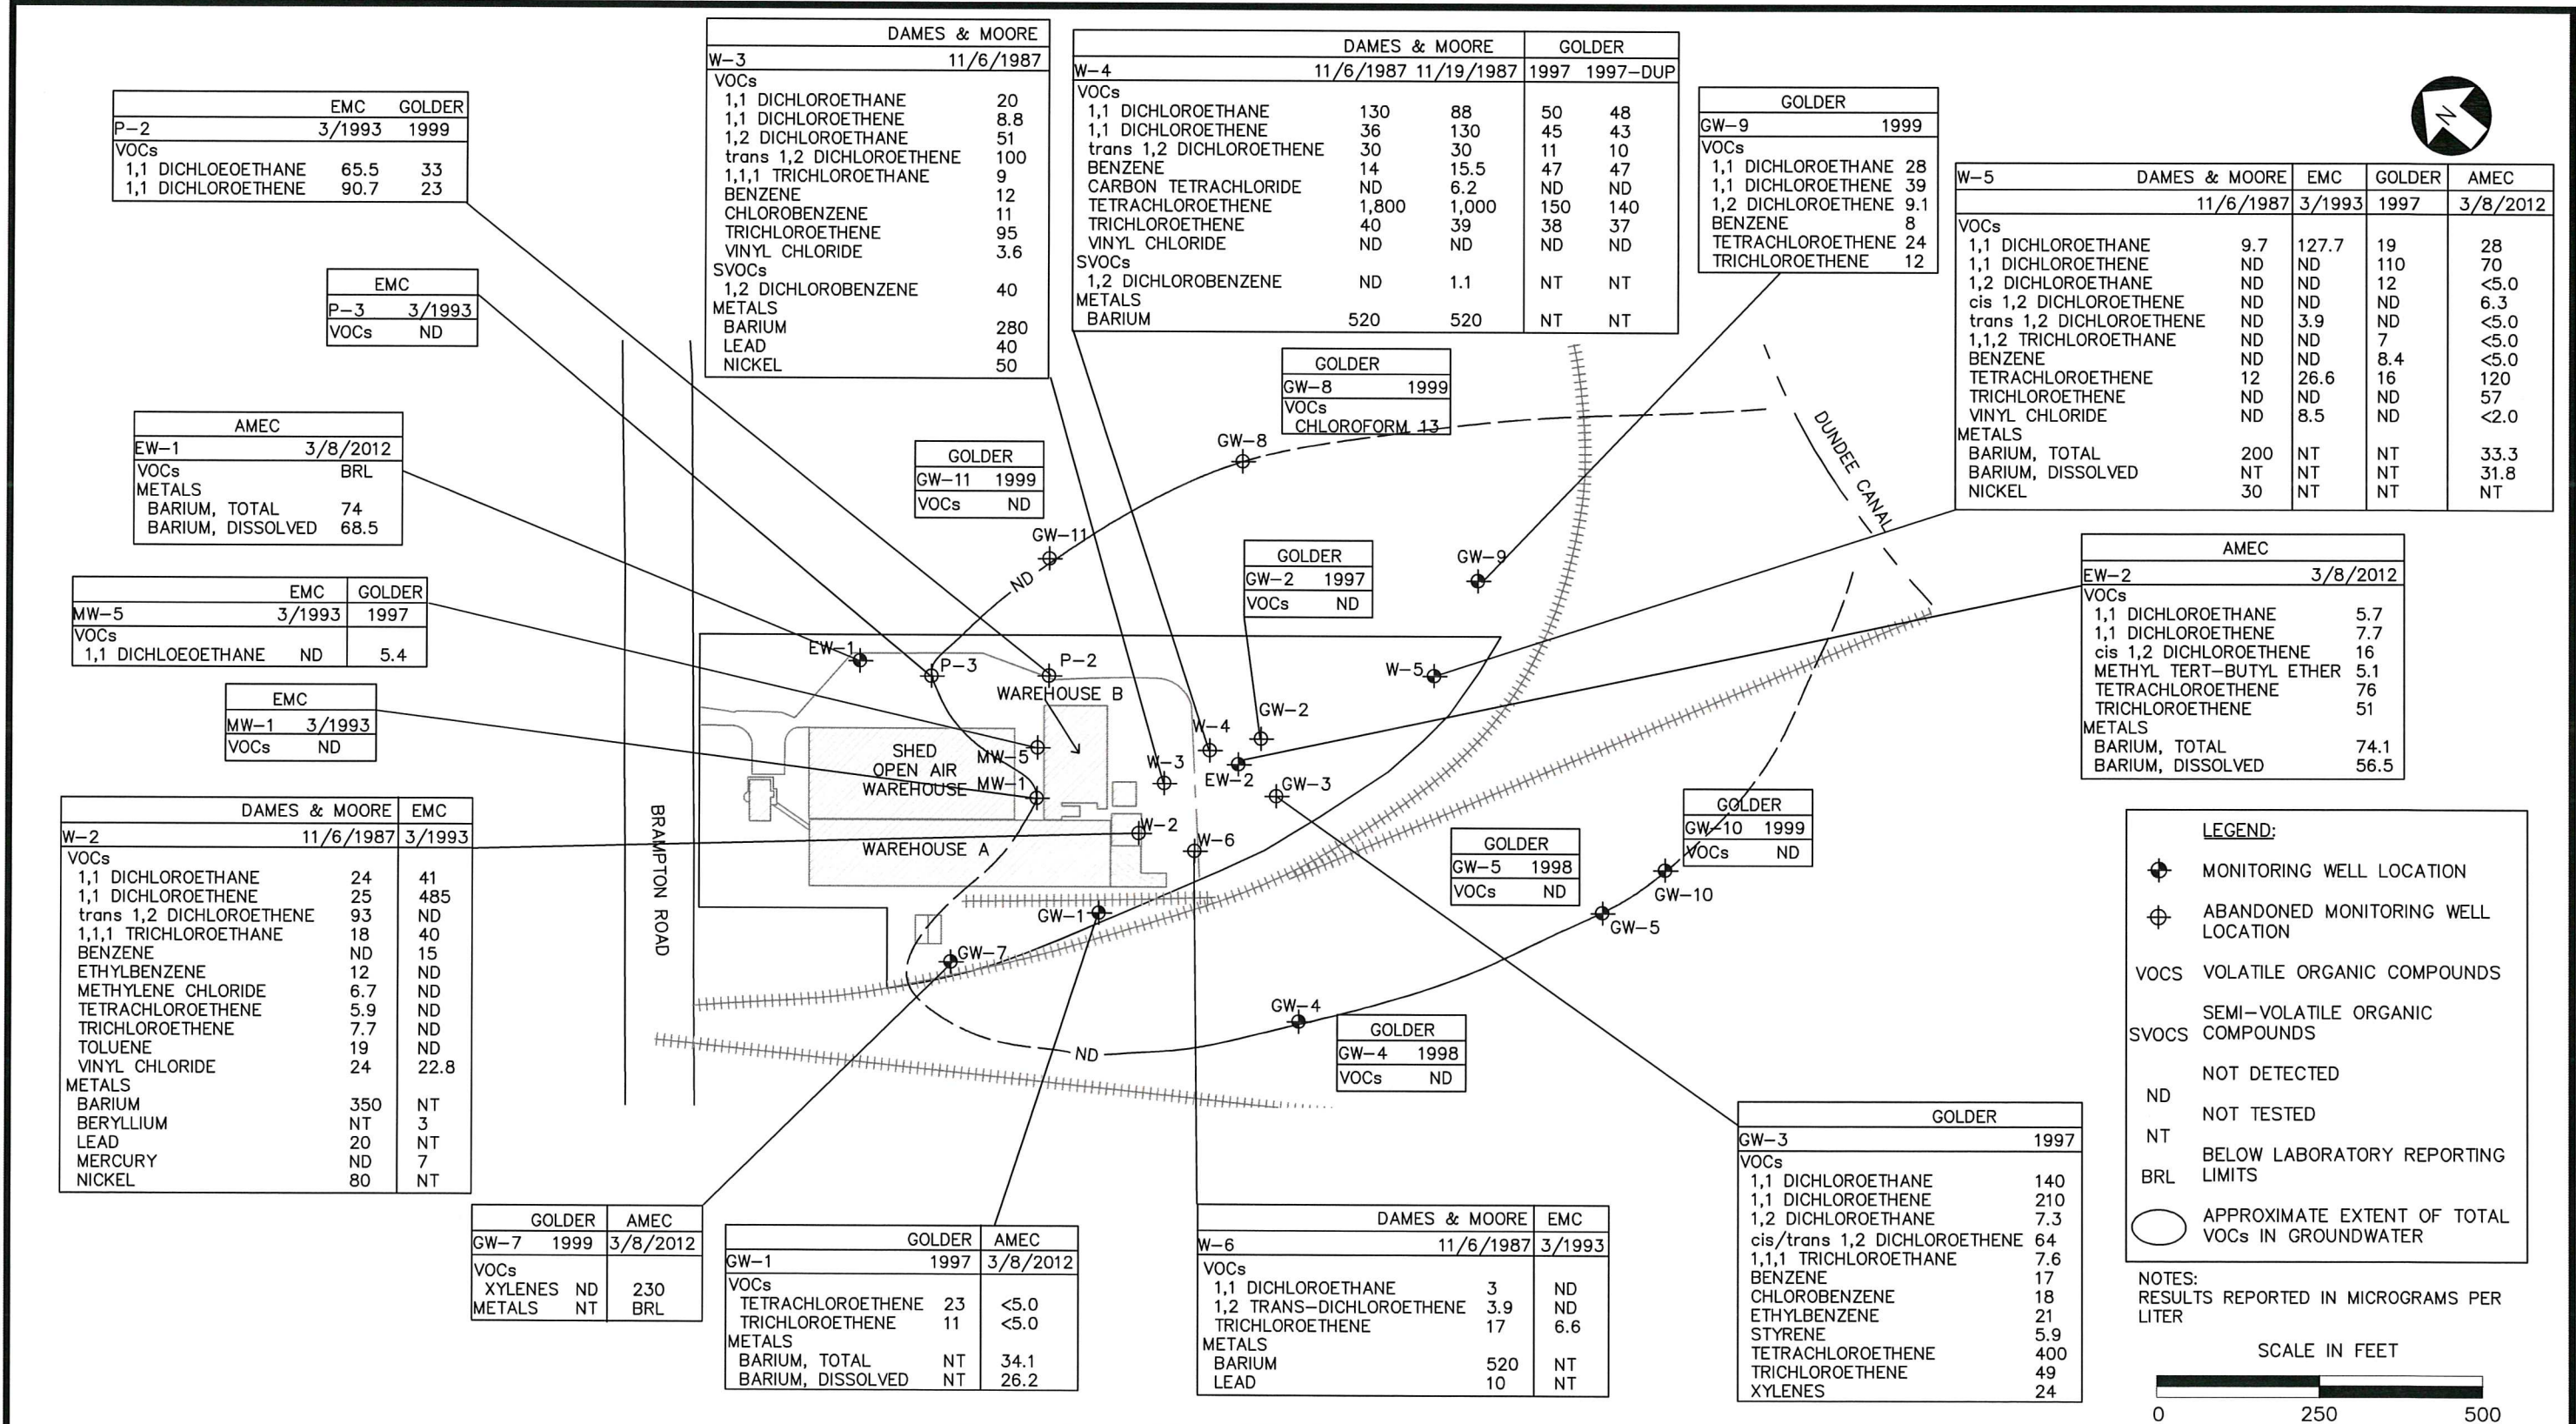 DAMES & MOORE
W-3 11/6/1987
VOCs
1,1 DICHLOROETHANE 20
1,1 DICHLOROETHENE 8.8
1,2 DICHLOROETHANE 51
trans 1,2 DICHLOROETHENE 100
1,1,1 TRICHLOROETHANE 9
BENZENE 12
CHLOROBENZENE 11
TRICHLOROETHENE 95
VINYL CHLORIDE 3.6
SVOCs
1,2 DICHLOROBENZENE 40
METALS
BARIUM 280
LEAD 40
NICKEL 50
DAMES & MOORE GOLDER
W-4 11/6/1987 11/19/1987 1997 1997-DUP
VOCs
1,1 DICHLOROETHANE 130 88 50 48
1,1 DICHLOROETHENE 36 130 45 43
trans 1,2 DICHLOROETHENE 30 30 11 10
BENZENE 14 15.5 47 47
CARBON TETRACHLORIDE ND 6.2 ND ND
TETRACHLOROETHENE 1,800 1,000 150 140
TRICHLOROETHENE 40 39 38 37
VINYL CHLORIDE ND ND ND ND
SVOCs
1,2 DICHLOROBENZENE ND 1.1 NT NT
METALS
BARIUM 520 520 NT NT
GOLDER
GW-9 1999
VOCs
1,1 DICHLOROETHANE 28
1,1 DICHLOROETHENE 39
1,2 DICHLOROETHENE 9.1
BENZENE 8
TETRACHLOROETHENE 24
TRICHLOROETHENE 12
N
EMC GOLDER
P-2 3/1993 1999
VOCs
1,1 DICHLOEOETHANE 65.5 33
1,1 DICHLOROETHENE 90.7 23
W-5 DAMES & MOORE EMC GOLDER AMEC
11/6/1987 3/1993 1997 3/8/2012
VOCs
1,1 DICHLOROETHANE 9.7 127.7 19 28
1,1 DICHLOROETHENE ND ND 110 70
1,2 DICHLOROETHANE ND ND 12 <5.0
cis 1,2 DICHLOROETHENE ND ND ND 6.3
trans 1,2 DICHLOROETHENE ND 3.9 ND <5.0
1,1,2 TRICHLOROETHANE ND ND 7 <5.0
BENZENE ND ND 8.4 <5.0
TETRACHLOROETHENE 12 26.6 16 120
TRICHLOROETHENE ND ND ND 57
VINYL CHLORIDE ND 8.5 ND <2.0
METALS
BARIUM, TOTAL 200 NT NT 33.3
BARIUM, DISSOLVED NT NT NT 31.8
NICKEL 30 NT NT NT
EMC
P-3 3/1993
VOCs ND
GOLDER
GW-8 1999
VOCs
CHLOROFORM 13
AMEC
EW-1 3/8/2012
VOCs BRL
METALS
BARIUM, TOTAL 74
BARIUM, DISSOLVED 68.5
GOLDER
GW-11 1999
VOCs ND
GW-8
DUNDEE CANAL
GW-11
ND
GOLDER
GW-2 1997
VOCs ND
GW-9
AMEC
EW-2 3/8/2012
VOCs
1,1 DICHLOROETHANE 5.7
1,1 DICHLOROETHENE 7.7
cis 1,2 DICHLOROETHENE 16
METHYL TERT-BUTYL ETHER 5.1
TETRACHLOROETHENE 76
TRICHLOROETHENE 51
METALS
BARIUM, TOTAL 74.1
BARIUM, DISSOLVED 56.5
EMC GOLDER
MW-5 3/1993 1997
VOCs
1,1 DICHLOEOETHANE ND 5.4
EMC
MW-1 3/1993
VOCs ND
EW-1
P-3
P-2
W-5
WAREHOUSE B
GW-2
W-4
SHED
OPEN AIR
WAREHOUSE
MW-5
W-3
EW-2
MW-1
GW-3
W-2
W-6
WAREHOUSE A
BRAMPTON ROAD
GOLDER
GW-10 1999
VOCs ND
GOLDER
GW-5 1998
VOCs ND
GW-10
GW-5
GW-1
GW-7
GW-4
ND
GOLDER
GW-4 1998
VOCs ND
DAMES & MOORE EMC
W-2 11/6/1987 3/1993
VOCs
1,1 DICHLOROETHANE 24 41
1,1 DICHLOROETHENE 25 485
trans 1,2 DICHLOROETHENE 93 ND
1,1,1 TRICHLOROETHANE 18 40
BENZENE ND 15
ETHYLBENZENE 12 ND
METHYLENE CHLORIDE 6.7 ND
TETRACHLOROETHENE 5.9 ND
TRICHLOROETHENE 7.7 ND
TOLUENE 19 ND
VINYL CHLORIDE 24 22.8
METALS
BARIUM 350 NT
BERYLLIUM NT 3
LEAD 20 NT
MERCURY ND 7
NICKEL 80 NT
LEGEND:
MONITORING WELL LOCATION
ABANDONED MONITORING WELL
LOCATION
VOCS VOLATILE ORGANIC COMPOUNDS
SEMI-VOLATILE ORGANIC
SVOCS COMPOUNDS
NOT DETECTED
ND
NOT TESTED
NT
BELOW LABORATORY REPORTING
BRL LIMITS
APPROXIMATE EXTENT OF TOTAL
VOCs IN GROUNDWATER
NOTES:
RESULTS REPORTED IN MICROGRAMS PER
LITER
SCALE IN FEET
0 250 500
GOLDER AMEC
GW-7 1999 3/8/2012
VOCs
XYLENES ND 230
METALS NT BRL
GOLDER AMEC
GW-1 1997 3/8/2012
VOCs
TETRACHLOROETHENE 23 <5.0
TRICHLOROETHENE 11 <5.0
METALS
BARIUM, TOTAL NT 34.1
BARIUM, DISSOLVED NT 26.2
DAMES & MOORE EMC
W-6 11/6/1987 3/1993
VOCs
1,1 DICHLOROETHANE 3 ND
1,2 TRANS-DICHLOROETHENE 3.9 ND
TRICHLOROETHENE 17 6.6
METALS
BARIUM 520 NT
LEAD 10 NT
GOLDER
GW-3 1997
VOCs
1,1 DICHLOROETHANE 140
1,1 DICHLOROETHENE 210
1,2 DICHLOROETHANE 7.3
cis/trans 1,2 DICHLOROETHENE 64
1,1,1 TRICHLOROETHANE 7.6
BENZENE 17
CHLOROBENZENE 18
ETHYLBENZENE 21
STYRENE 5.9
TETRACHLOROETHENE 400
TRICHLOROETHENE 49
XYLENES 24